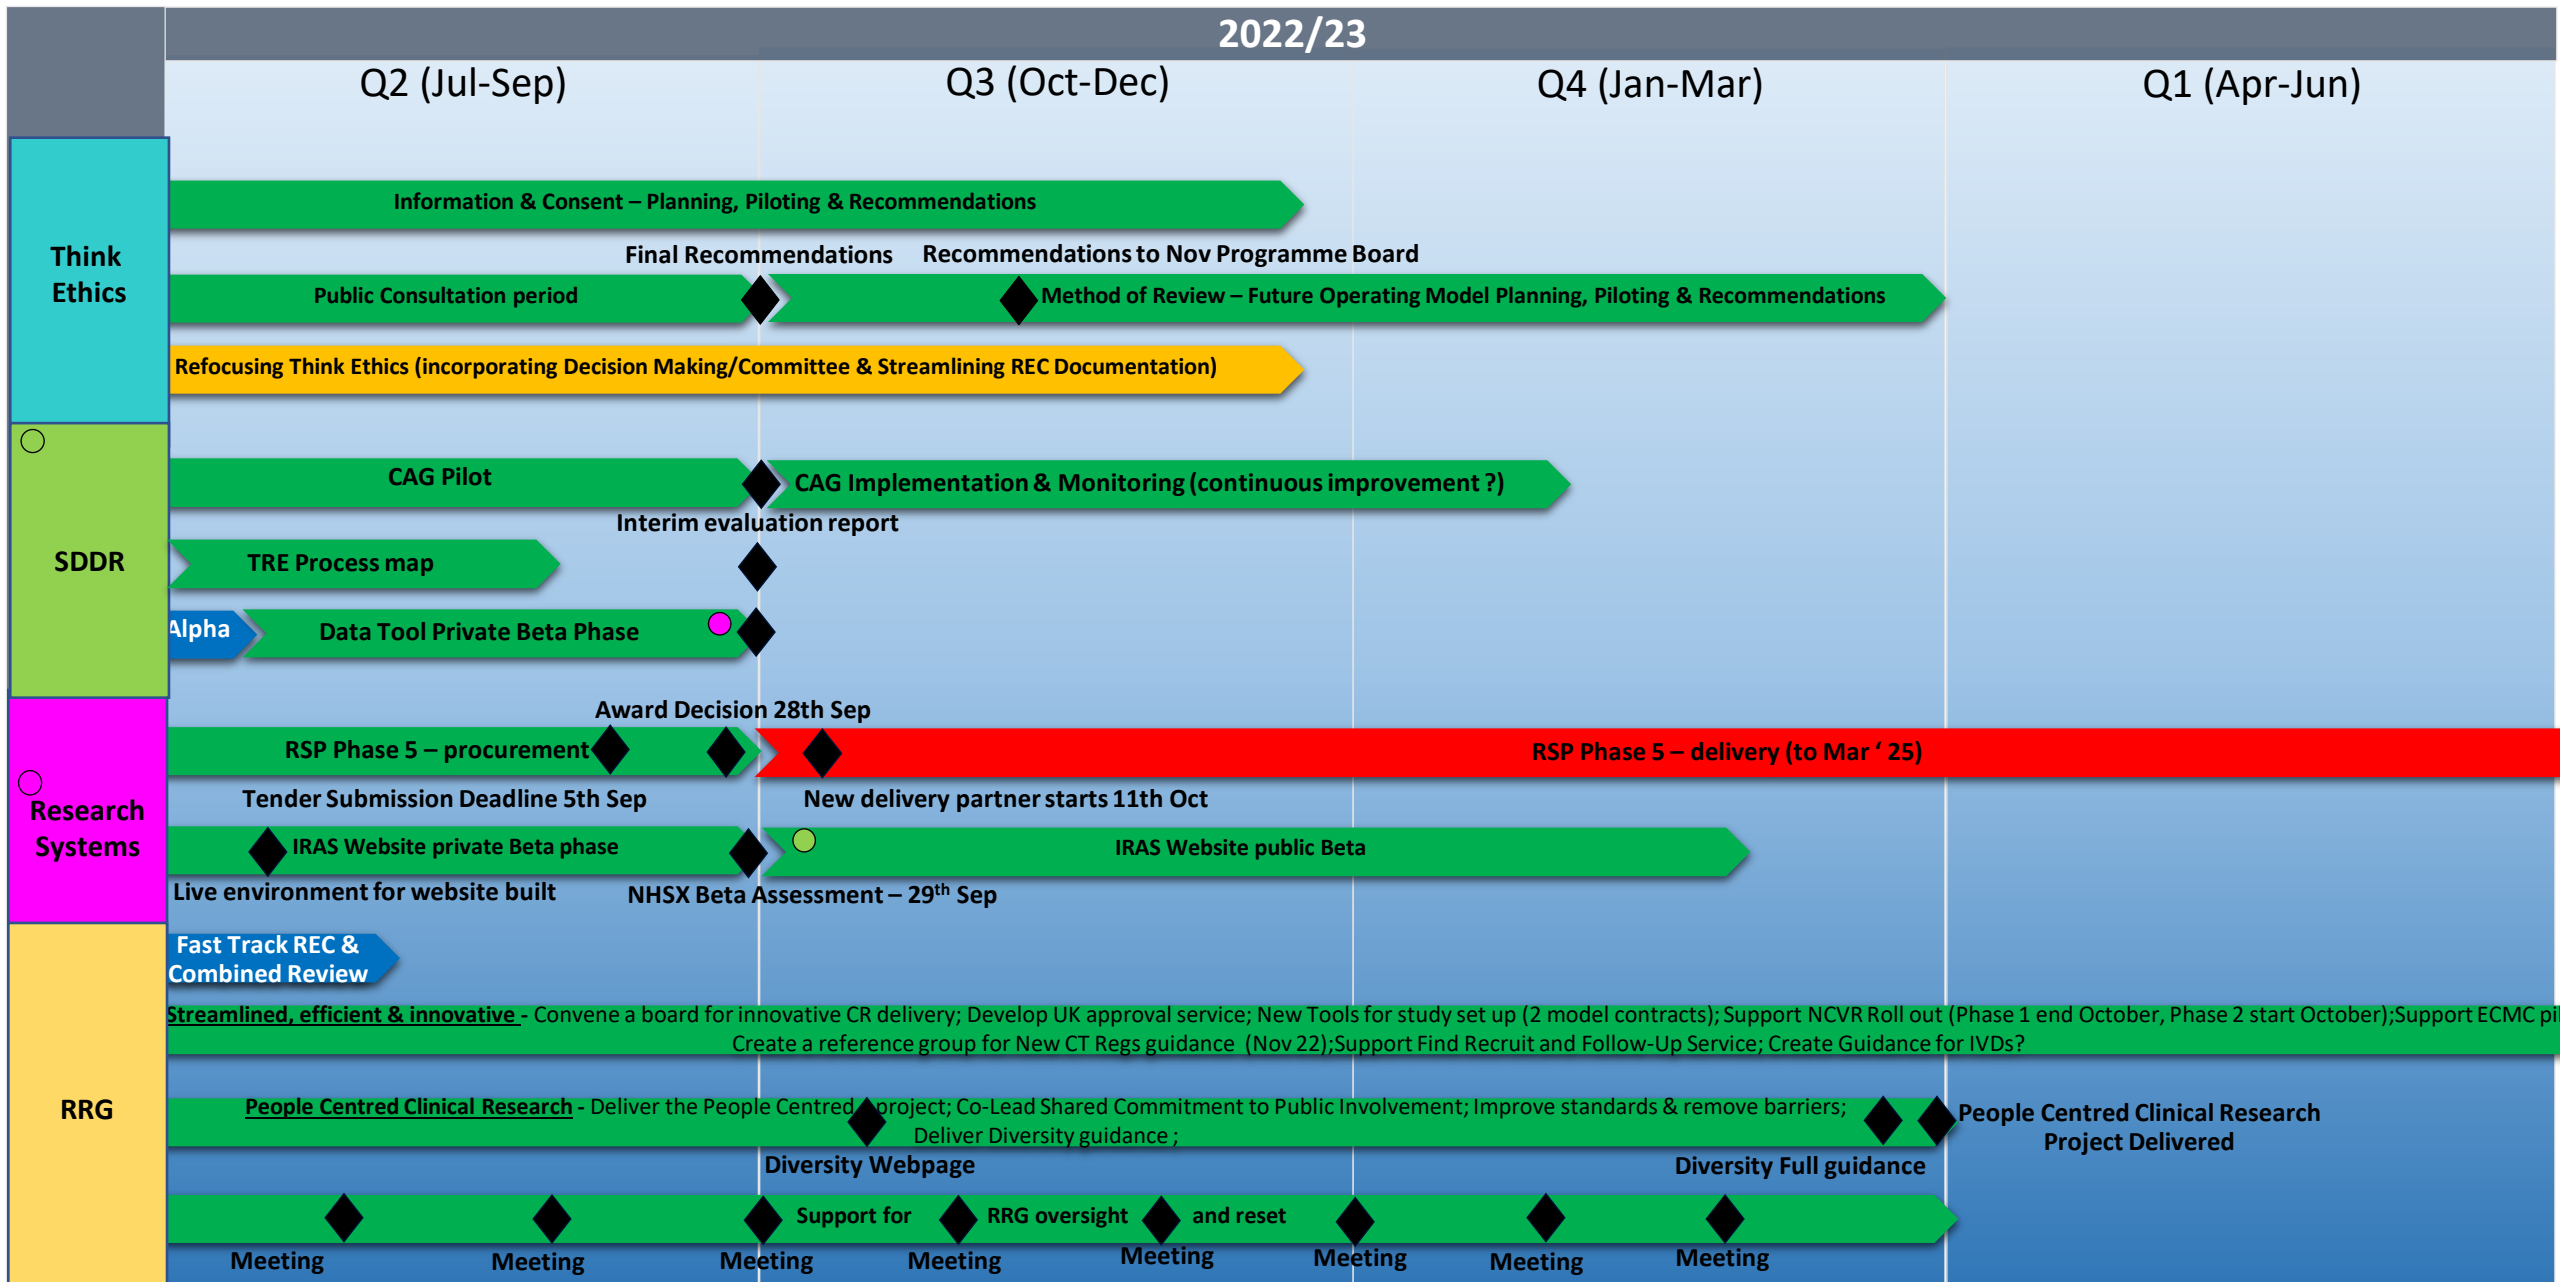 2022/23
Q2 (Jul-Sep)
Q3 (Oct-Dec)
Q4 (Jan-Mar)
Q1 (Apr-Jun)
Think
Ethics
Information & Consent – Planning, Piloting & Recommendations
Final Recommendations
Recommendations to Nov Programme Board
Public Consultation period
Method of Review – Future Operating Model Planning, Piloting & Recommendations
Refocusing Think Ethics (incorporating Decision Making/Committee & Streamlining REC Documentation)
SDDR
CAG Pilot
CAG Implementation & Monitoring (continuous improvement ?)
Interim evaluation report
TRE Process map
Alpha
Data Tool Private Beta Phase
Research
Systems
Award Decision 28th Sep
RSP Phase 5 – procurement
RSP Phase 5 – delivery (to Mar ‘ 25)
Tender Submission Deadline 5th Sep
New delivery partner starts 11th Oct
IRAS Website private Beta phase
IRAS Website public Beta
Live environment for website built
NHSX Beta Assessment – 29th Sep
RRG
Fast Track REC &
Combined Review
Streamlined, efficient & innovative - Convene a board for innovative CR delivery; Develop UK approval service; New Tools for study set up (2 model contracts); Support NCVR Roll out (Phase 1 end October, Phase 2 start October);Support ECMC
Create a reference group for New CT Regs guidance (Nov 22);Support Find Recruit and Follow-Up Service; Create Guidance for IVDs?
People Centred Clinical Research - Deliver the People Centred project; Co-Lead Shared Commitment to Public Involvement; Improve standards & remove barriers;
Deliver Diversity guidance ;
People Centred Clinical Research
Project Delivered
Diversity Webpage
Diversity Full guidance
Support for
RRG oversight
and reset
Meeting
Meeting
Meeting
Meeting
Meeting
Meeting
Meeting
Meeting